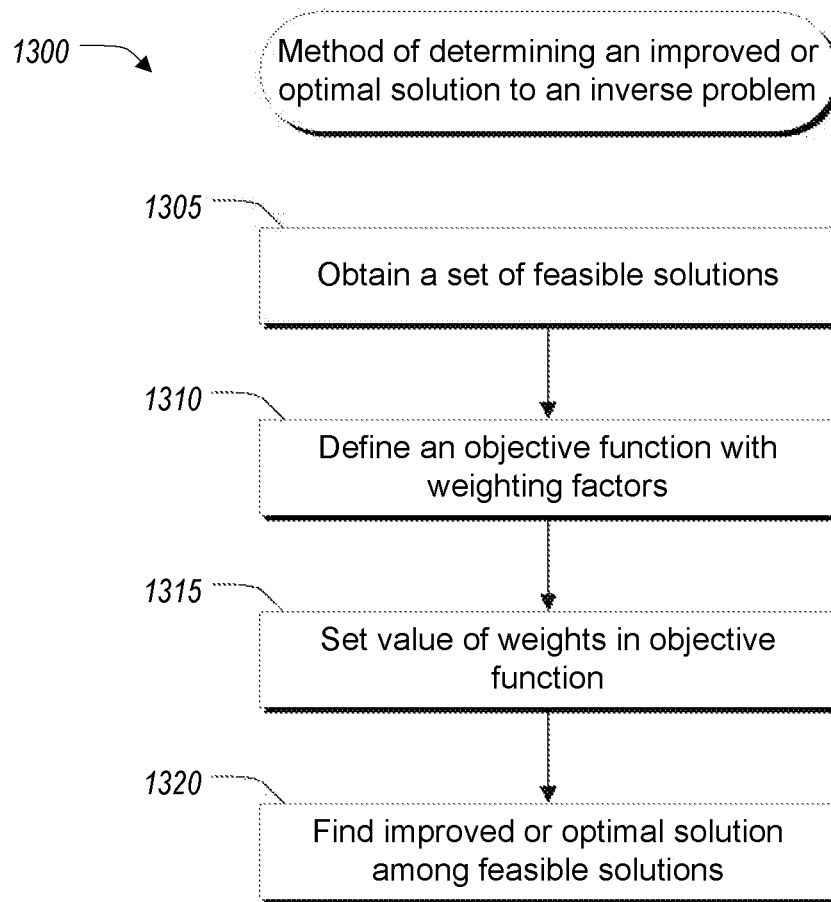 1300
Method of determining an improved or
optimal solution to an inverse problem
1305
Obtain a set of feasible solutions
1310
Define an objective function with
weighting factors
1315
Set value of weights in objective
function
1320
Find improved or optimal solution
among feasible solutions